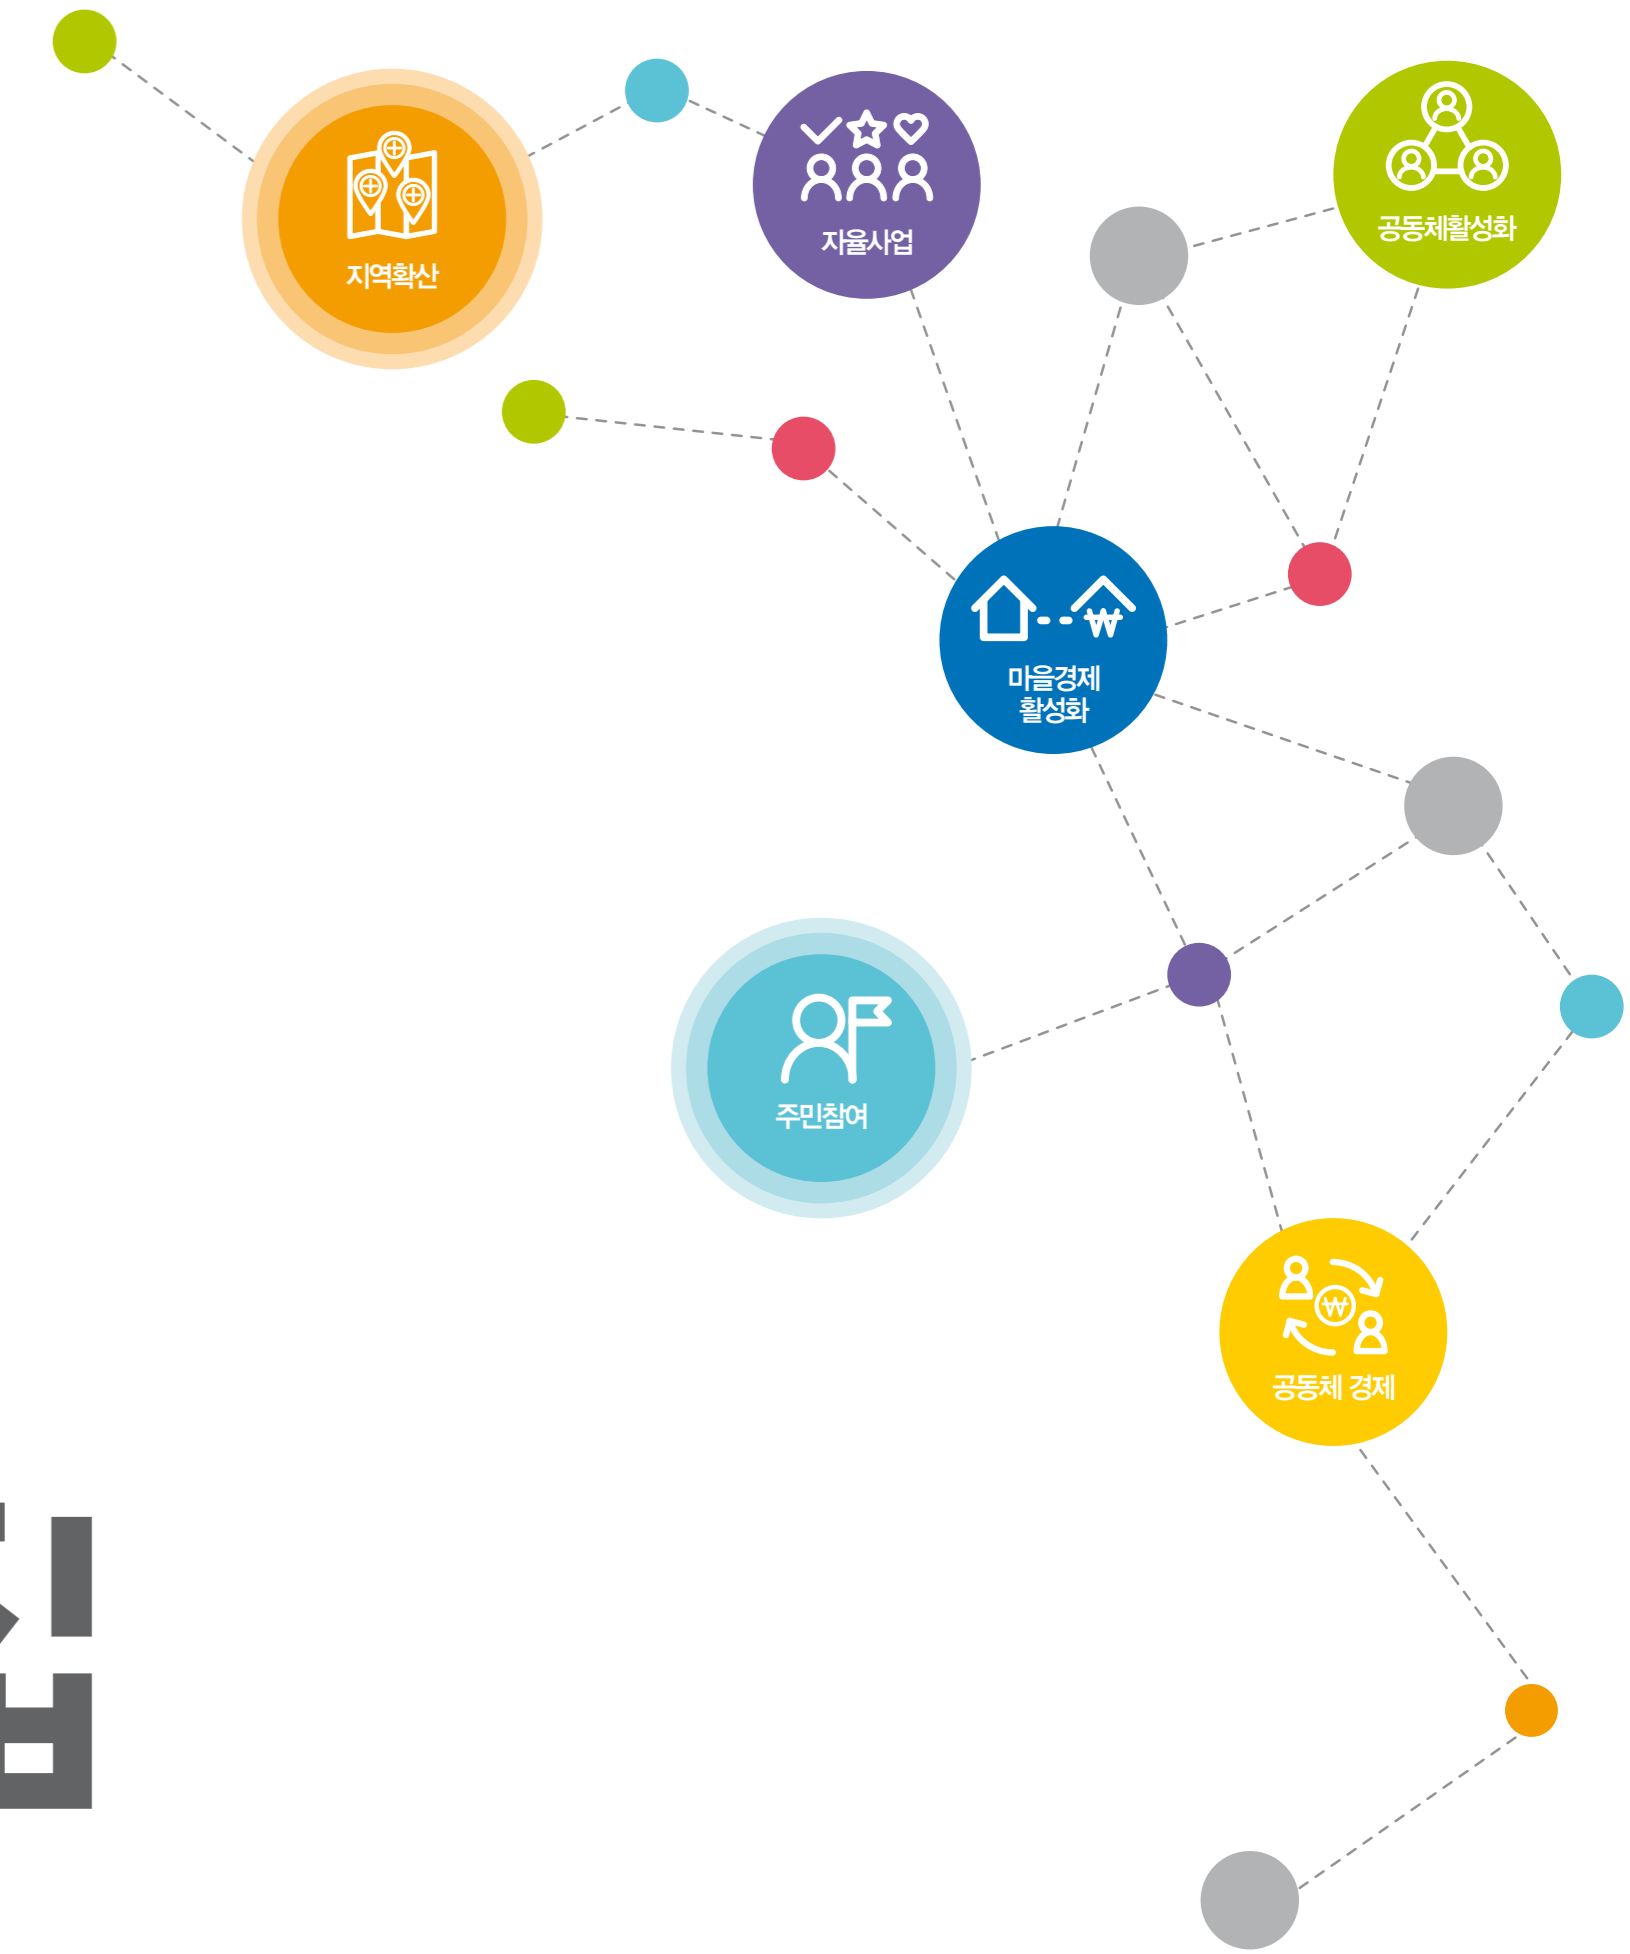 지역확산
자율사업
공동체활성화
마을경제
활성화
주민참여
공동체 경제